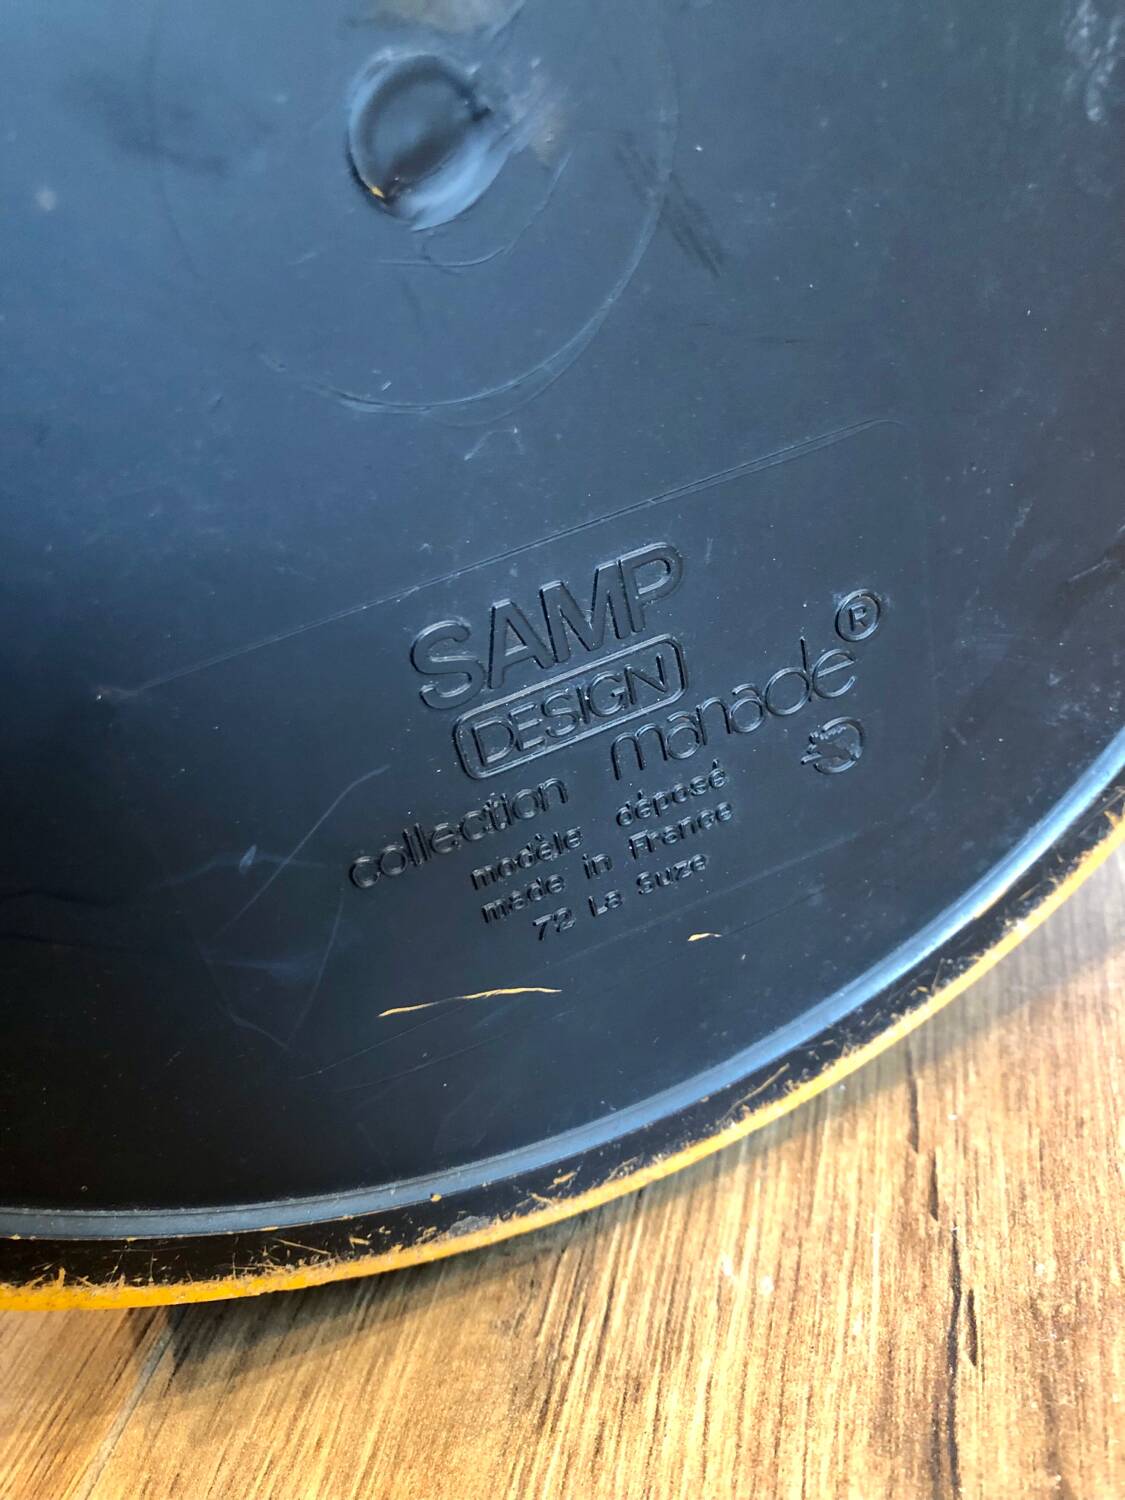 SAMP
DESIGN
collection manade ®
modèle déposé
made in France
72 La Suze